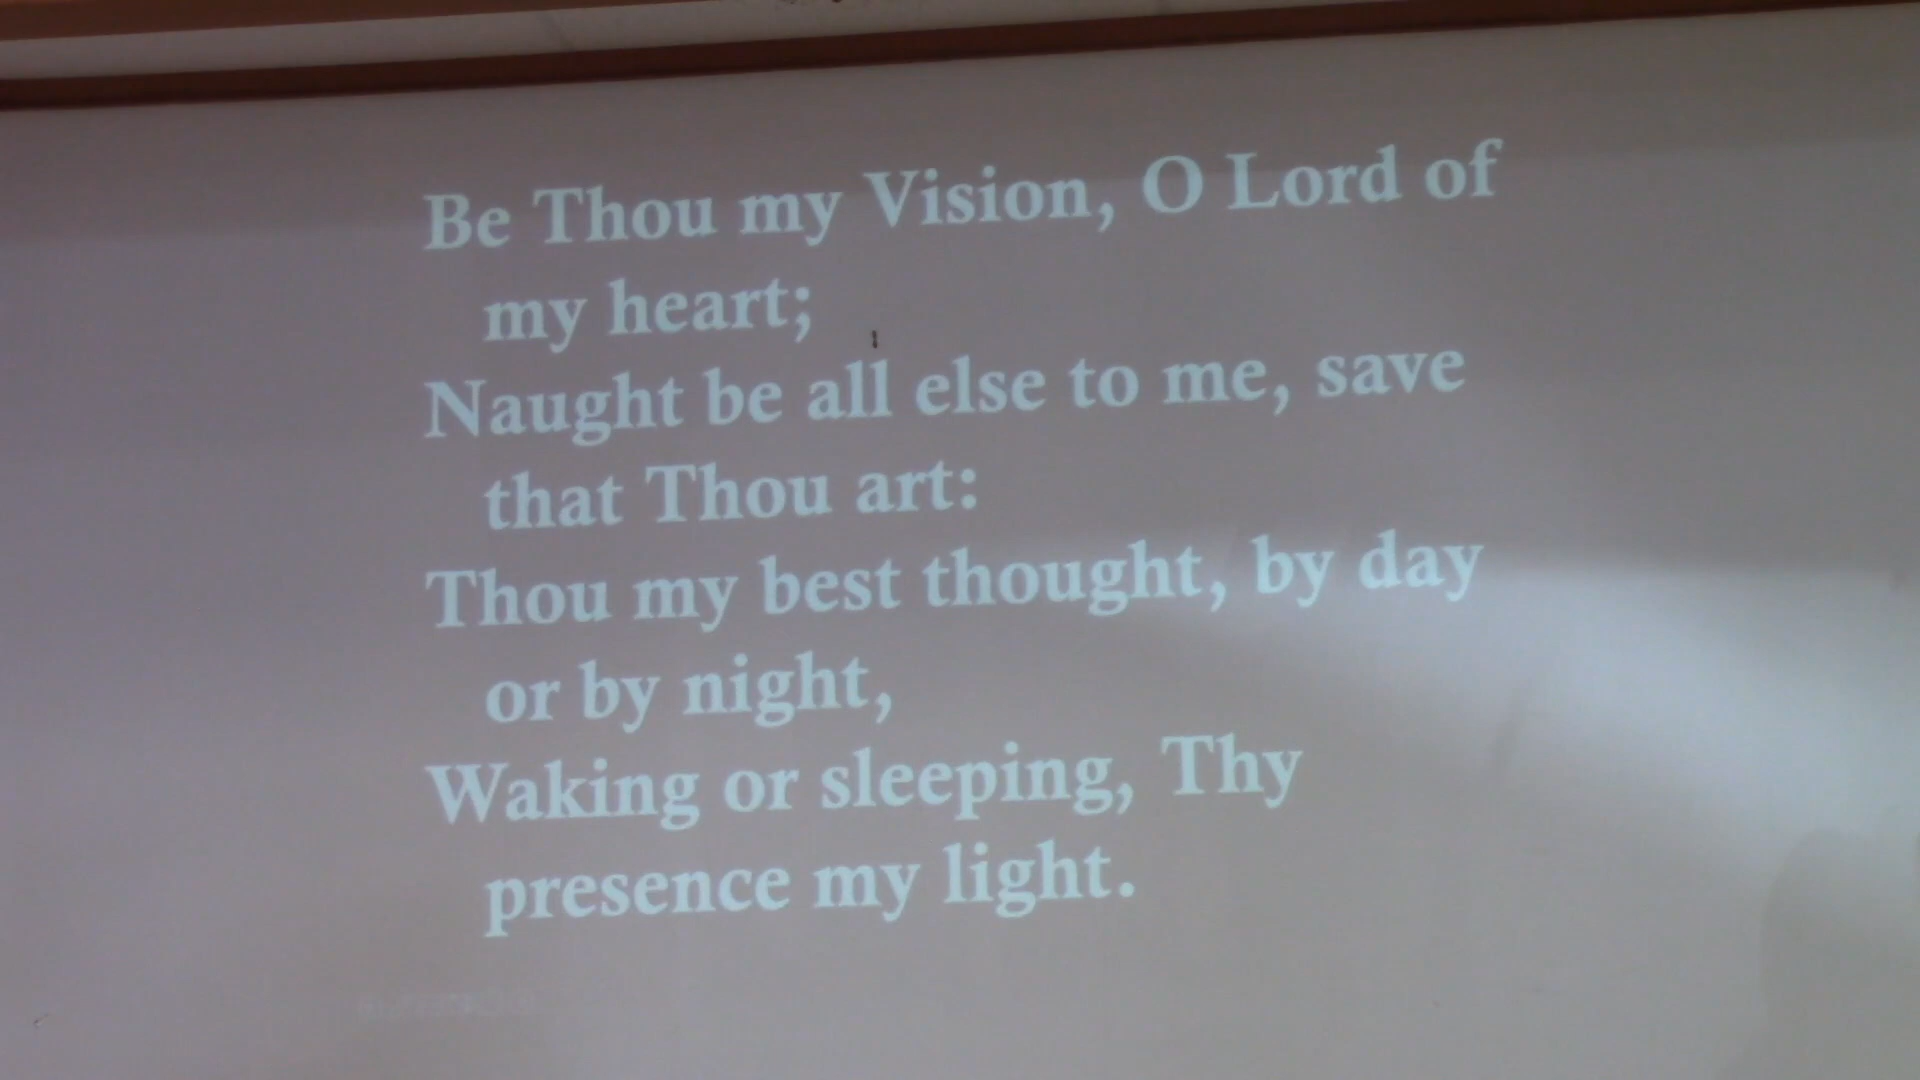 Be Thou my Vision, O Lord of
my heart;
Naught be all else to me, save
that Thou art:
Thou my best thought, by day
or by night,
Waking or sleeping, Thy
presence my light.